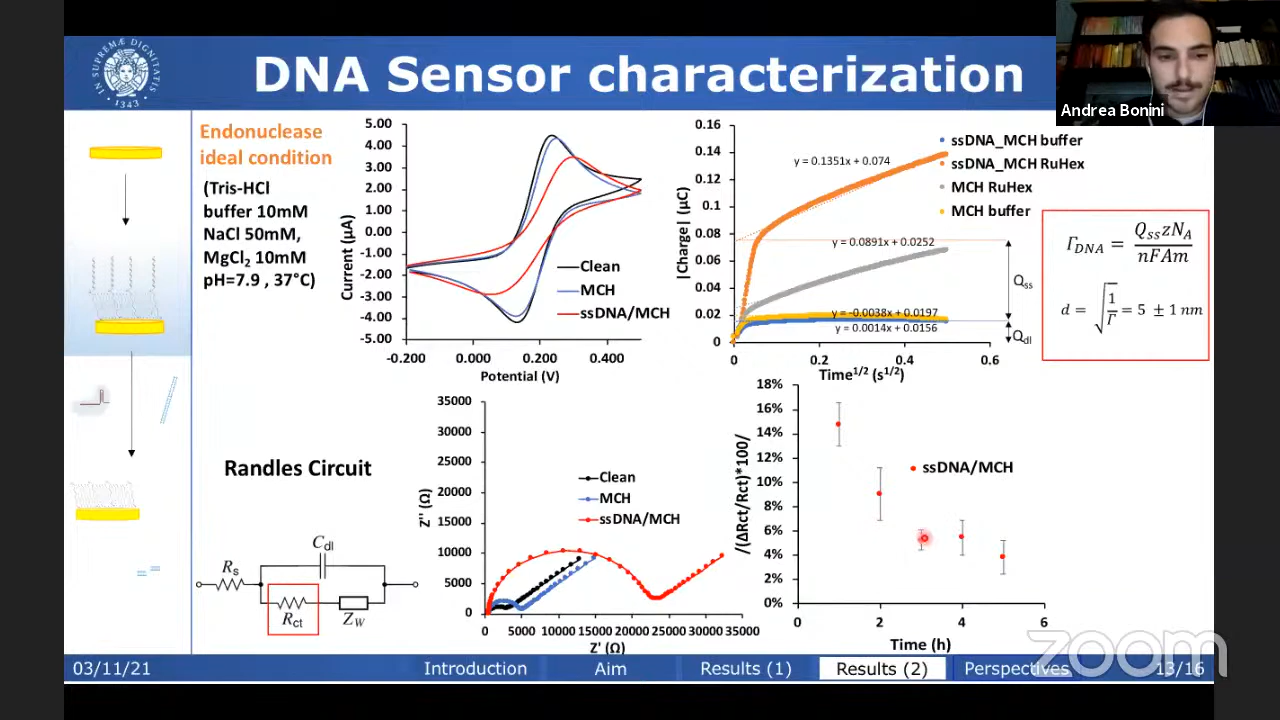 DNA Sensor characterization
IN SUPREMÆ DIGNITATIS
1343
Andrea Bonini
Endonuclease
ideal condition
(Tris-HCl
buffer 10mM
NaCl 50mM,
MgCl2 10mM
pH=7.9 , 37°C)
5.00
4.00
3.00
2.00
1.00
0.00
-1.00
-2.00
-3.00
-4.00
-5.00
Current (µA)
-0.200 0.000 0.200 0.400
Potential (V)
Clean
MCH
ssDNA/MCH
0.16
0.14
0.12
0.1
0.08
0.06
0.04
0.02
0
|Charge| (µC)
0 0.2 0.4 0.6
Time1/2 (s1/2)
y = 0.1351x + 0.074
y = 0.0891x + 0.0252
y = -0.0038x + 0.0197
y = 0.0014x + 0.0156
ssDNA_MCH buffer
ssDNA_MCH RuHex
MCH RuHex
MCH buffer
Qss
Qdl
ΓDNA = QsszNA / nFAm
d = √1/Γ = 5 ± 1 nm
Randles Circuit
Rs
Cdl
Rct
ZW
35000
30000
25000
20000
15000
10000
5000
0
Z'' (Ω)
0 5000 10000 15000 20000 25000 30000 35000
Z' (Ω)
Clean
MCH
ssDNA/MCH
18%
16%
14%
12%
10%
8%
6%
4%
2%
0%
/(ΔRct/Rct)*100/
0 2 4 6
Time (h)
ssDNA/MCH
03/11/21 Introduction Aim Results (1) Results (2) Perspectives 13/16
zoom